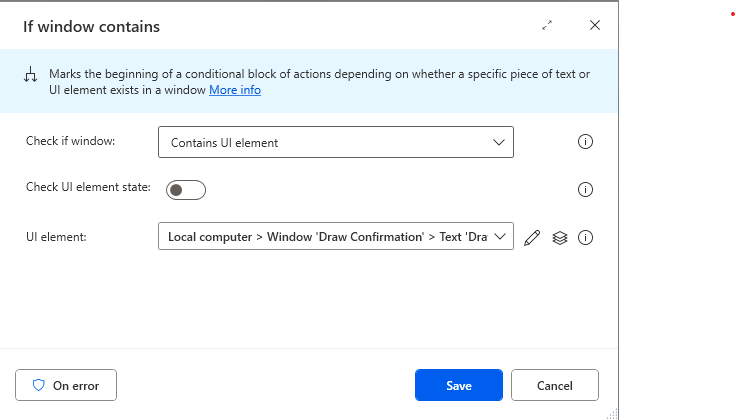 If window contains
Marks the beginning of a conditional block of actions depending on whether a specific piece of text or
UI element exists in a window More info
Check if window:
Contains UI element
Check UI element state:
UI element:
Local computer > Window 'Draw Confirmation' > Text 'Dra
On error
Save
Cancel